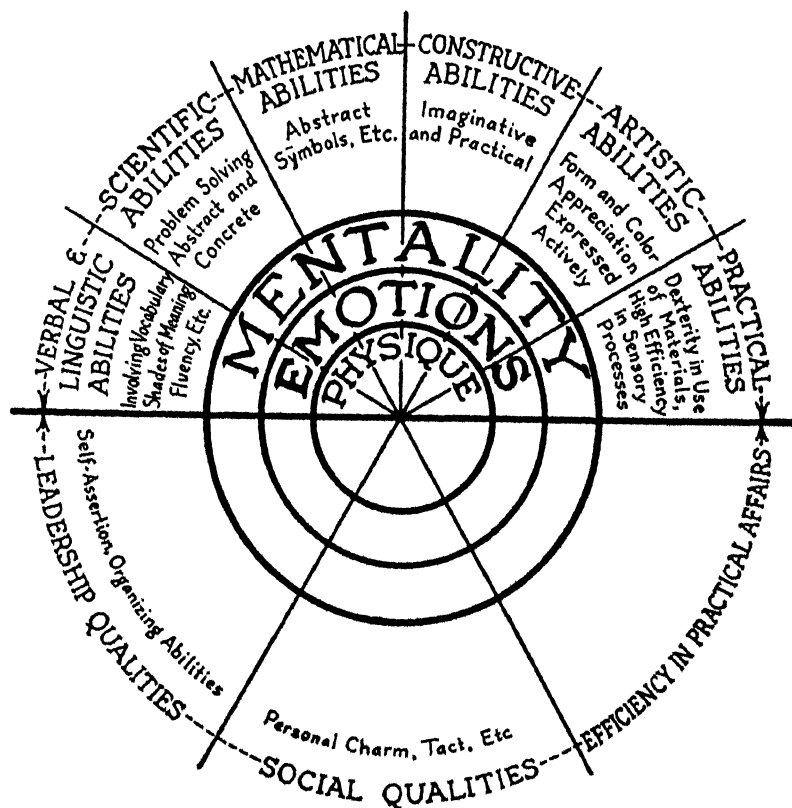 VERBAL &
LINGUISTIC
ABILITIES
Involving Vocabulary
Shades of Meaning
Fluency, Etc.
SCIENTIFIC
ABILITIES
Problem Solving
Abstract and
Concrete
MATHEMATICAL
ABILITIES
Abstract
Symbols, Etc.
CONSTRUCTIVE
ABILITIES
Imaginative
and Practical
ARTISTIC
ABILITIES
Form and Color
Appreciation
Expressed
Actively
PRACTICAL
ABILITIES
Dexterity in Use
of Materials,
High Efficiency
in Sensory
Processes
MENTALITY
EMOTIONS
PHYSIQUE
Self-Assertion, Organizing Abilities
LEADERSHIP QUALITIES
Personal Charm, Tact, Etc
SOCIAL QUALITIES
EFFICIENCY IN PRACTICAL AFFAIRS